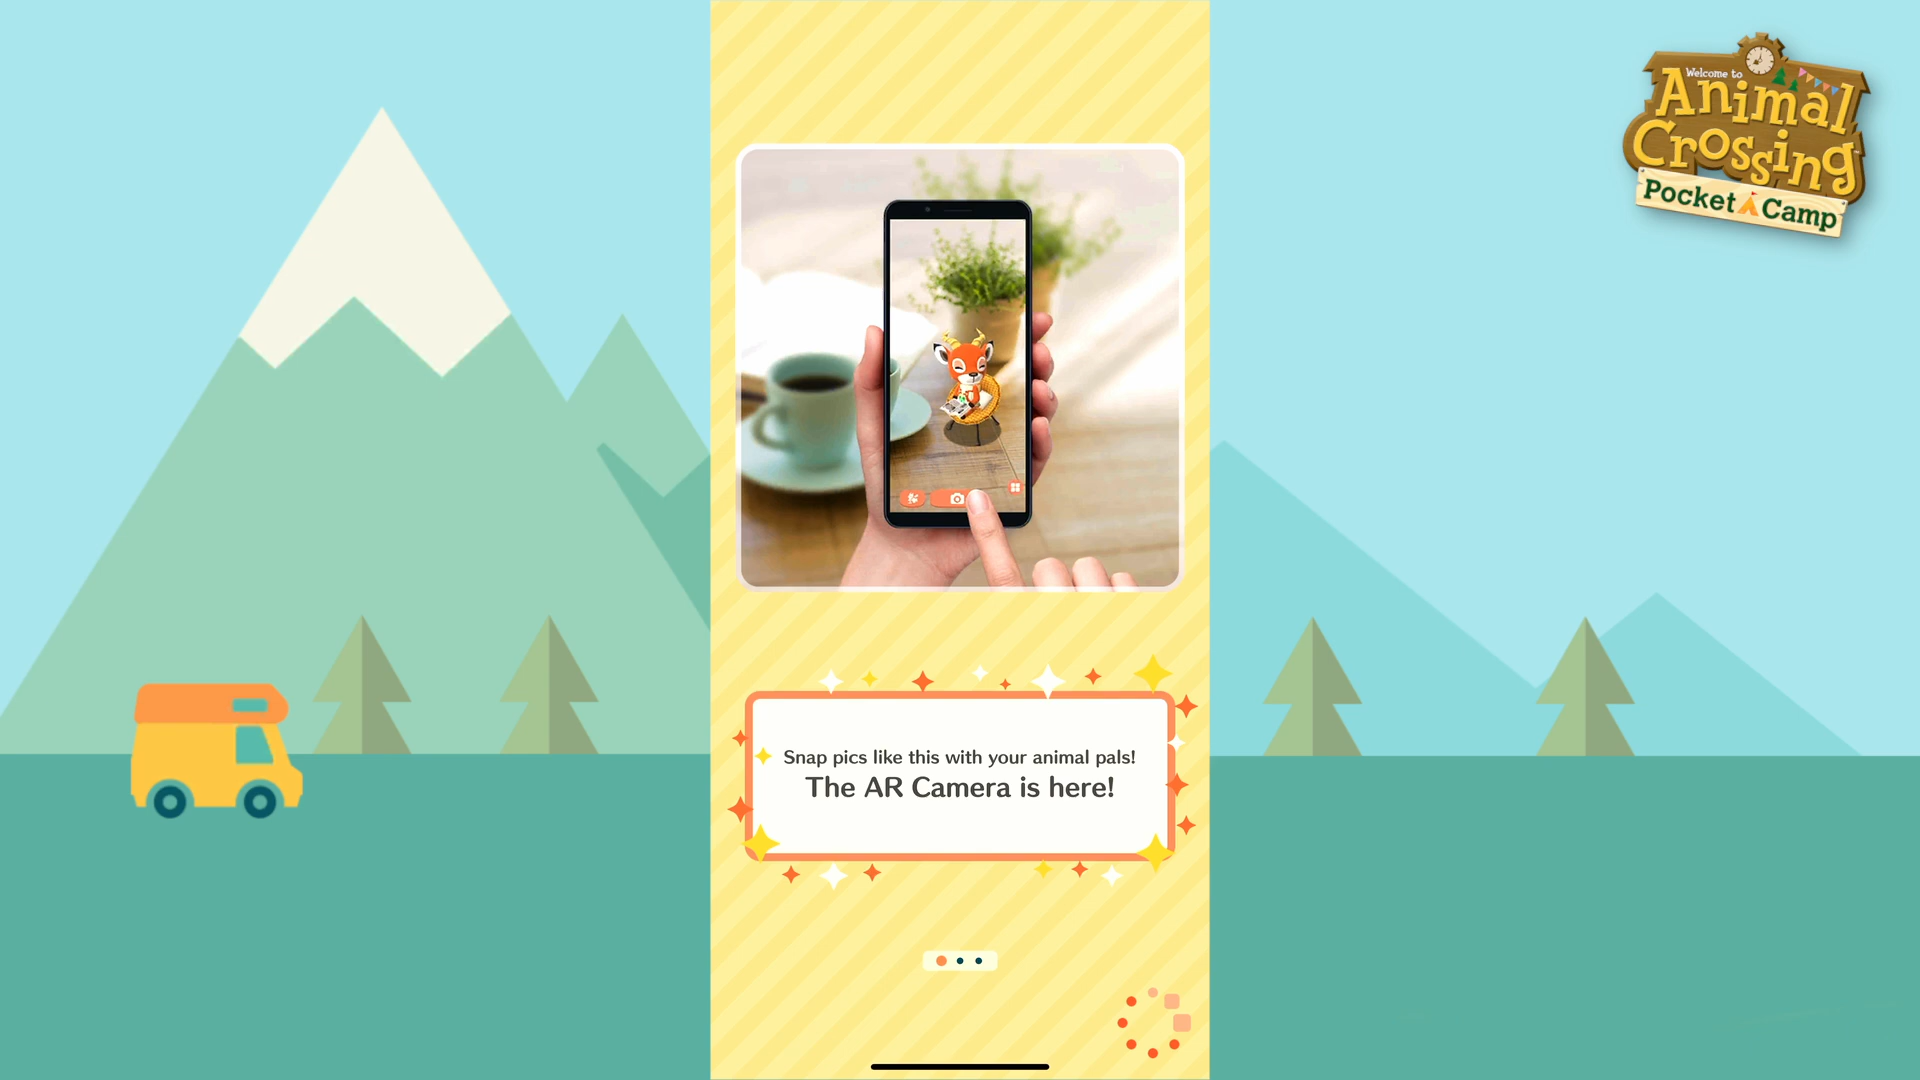 Welcome to
Animal
Crossing
Pocket Camp
Snap pics like this with your animal pals!
The AR Camera is here!